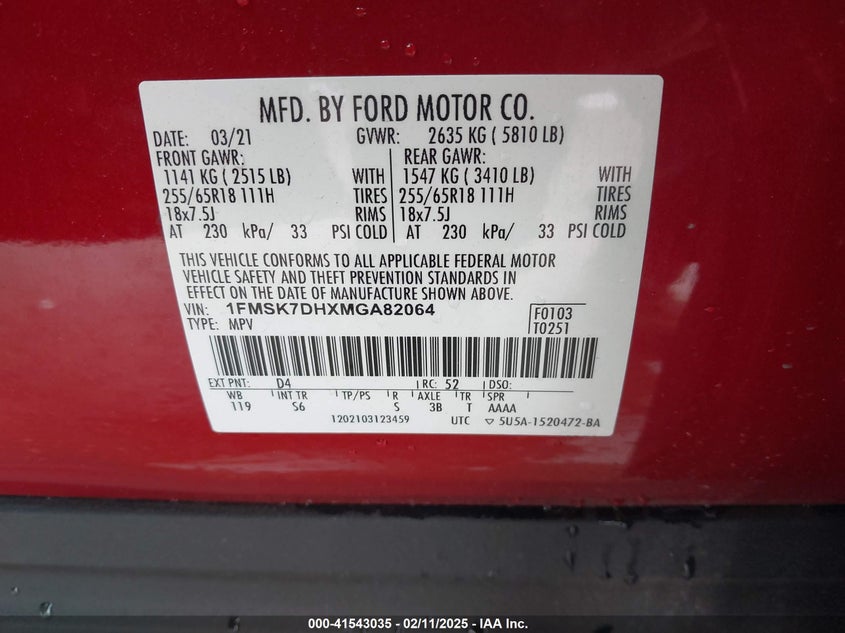 MFD. BY FORD MOTOR CO.
DATE: 03/21 GVWR: 2635 KG ( 5810 LB)
FRONT GAWR: REAR GAWR:
1141 KG ( 2515 LB) WITH 1547 KG ( 3410 LB) WITH
255/65R18 111H TIRES 255/65R18 111H TIRES
18x7.5J RIMS 18x7.5J RIMS
AT 230 kPa/ 33 PSI COLD AT 230 kPa/ 33 PSI COLD
THIS VEHICLE CONFORMS TO ALL APPLICABLE FEDERAL MOTOR
VEHICLE SAFETY AND THEFT PREVENTION STANDARDS IN
EFFECT ON THE DATE OF MANUFACTURE SHOWN ABOVE.
VIN: 1FMSK7DHXMGA82064 F0103
TYPE: MPV T0251
EXT PNT: D4 RC: 52 DSO:
WB INT TR TP/PS R AXLE TR SPR
119 S6 S 3B T AAAA
1202103123459 UTC ▽ 5U5A-1520472-BA
000-41543035 - 02/11/2025 - IAA Inc.